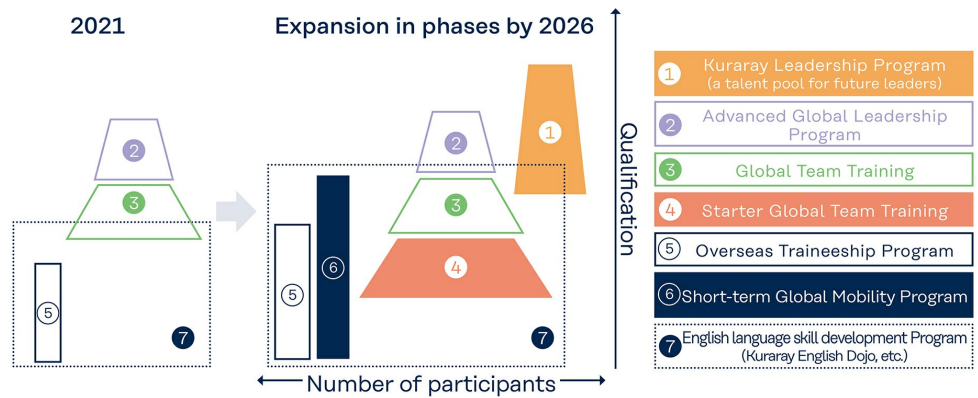 2021
2
3
5
7
Expansion in phases by 2026
1
2
3
4
5
6
7
Qualification
Number of participants
1 Kuraray Leadership Program
(a talent pool for future leaders)
2 Advanced Global Leadership
Program
3 Global Team Training
4 Starter Global Team Training
5 Overseas Traineeship Program
6 Short-term Global Mobility Program
7 English language skill development Program
(Kuraray English Dojo, etc.)